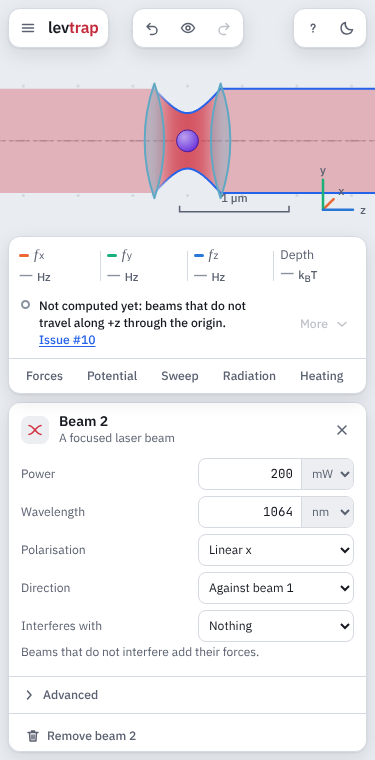 levtrap
?
1 µm
y
x
z
fx
fy
fz
Depth
— Hz
— Hz
— Hz
— kBT
Not computed yet: beams that do not
travel along +z through the origin.
Issue #10
More
Forces Potential Sweep Radiation Heating
Beam 2
A focused laser beam
Power 200 mW
Wavelength 1064 nm
Polarisation Linear x
Direction Against beam 1
Interferes with Nothing
Beams that do not interfere add their forces.
Advanced
Remove beam 2